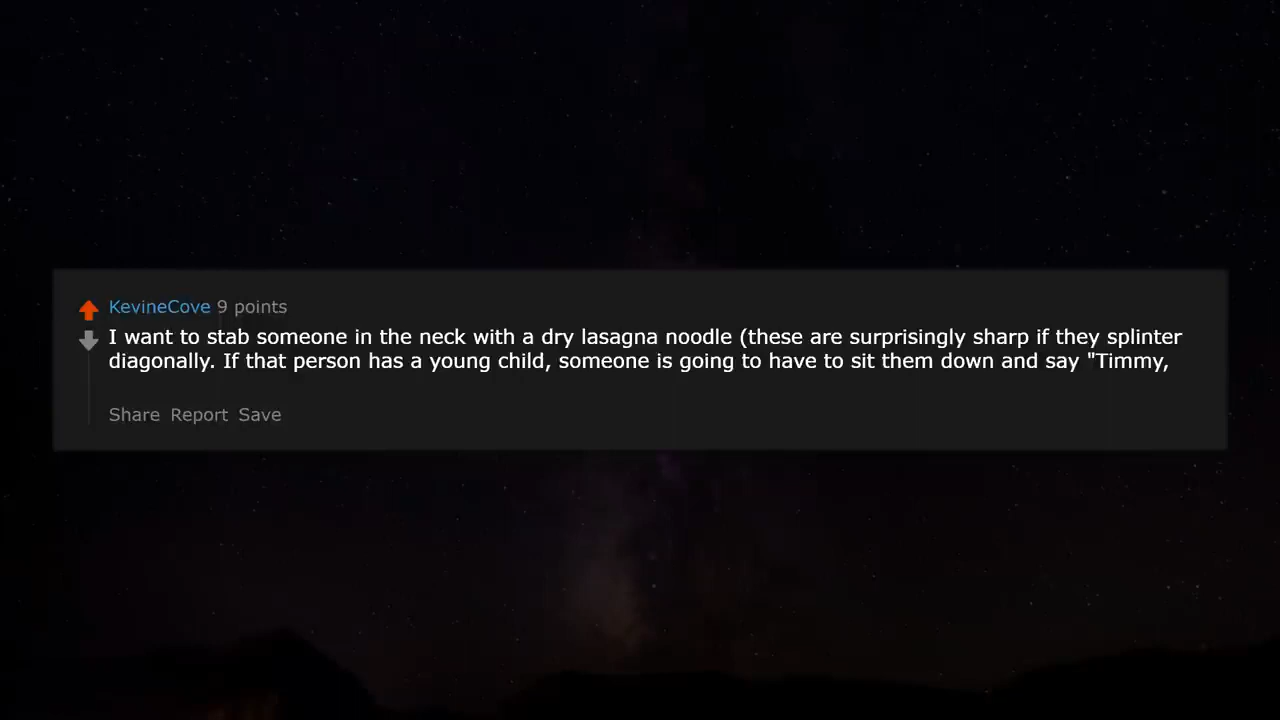 KevineCove 9 points
I want to stab someone in the neck with a dry lasagna noodle (these are surprisingly sharp if they splinter
diagonally. If that person has a young child, someone is going to have to sit them down and say "Timmy,
Share Report Save